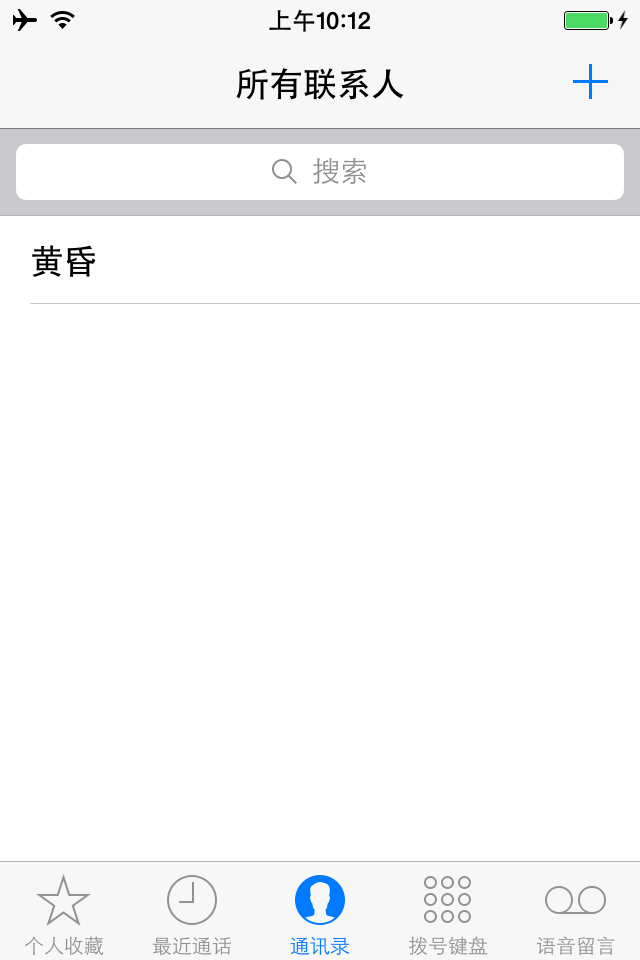 上午10:12
所有联系人
搜索
黄昏
个人收藏
最近通话
通讯录
拨号键盘
语音留言